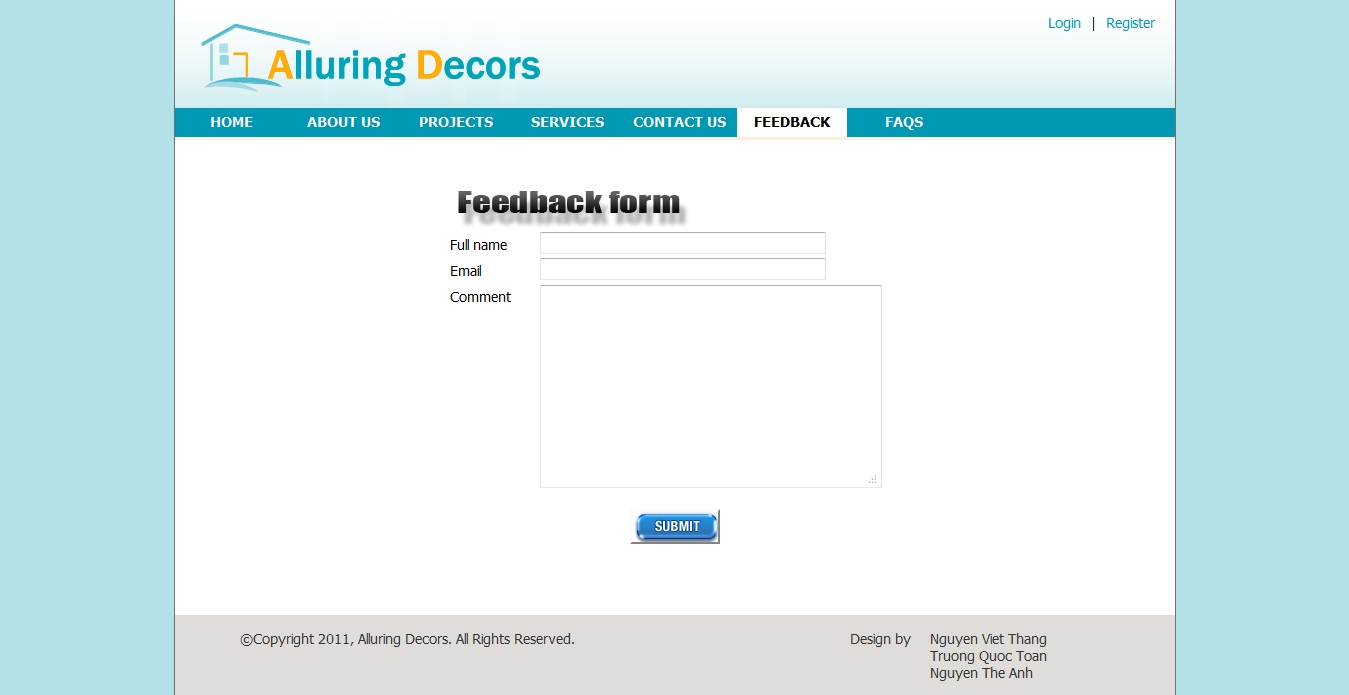 Login | Register
Alluring Decors
HOME ABOUT US PROJECTS SERVICES CONTACT US FEEDBACK FAQS
Feedback form
Full name
Email
Comment
SUBMIT
©Copyright 2011, Alluring Decors. All Rights Reserved. Design by Nguyen Viet Thang
Truong Quoc Toan
Nguyen The Anh